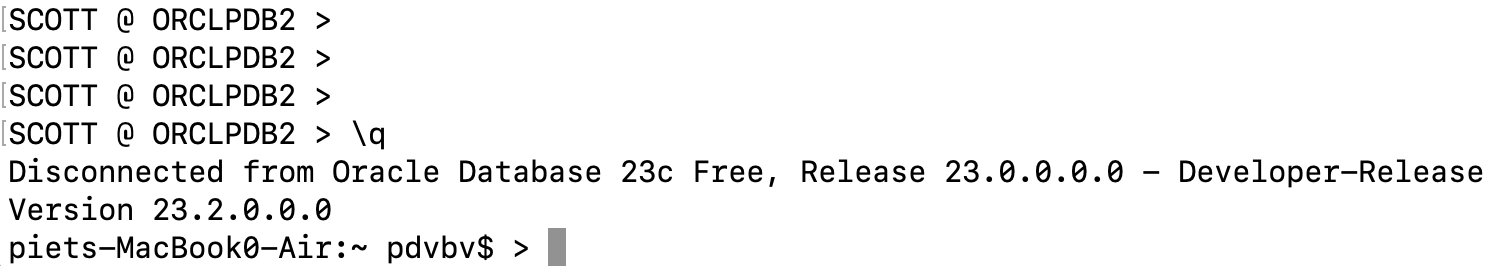 SCOTT @ ORCLPDB2 >
SCOTT @ ORCLPDB2 >
SCOTT @ ORCLPDB2 >
SCOTT @ ORCLPDB2 > \q
Disconnected from Oracle Database 23c Free, Release 23.0.0.0.0 – Developer-Release
Version 23.2.0.0.0
piets-MacBook0-Air:~ pdvbv$ >